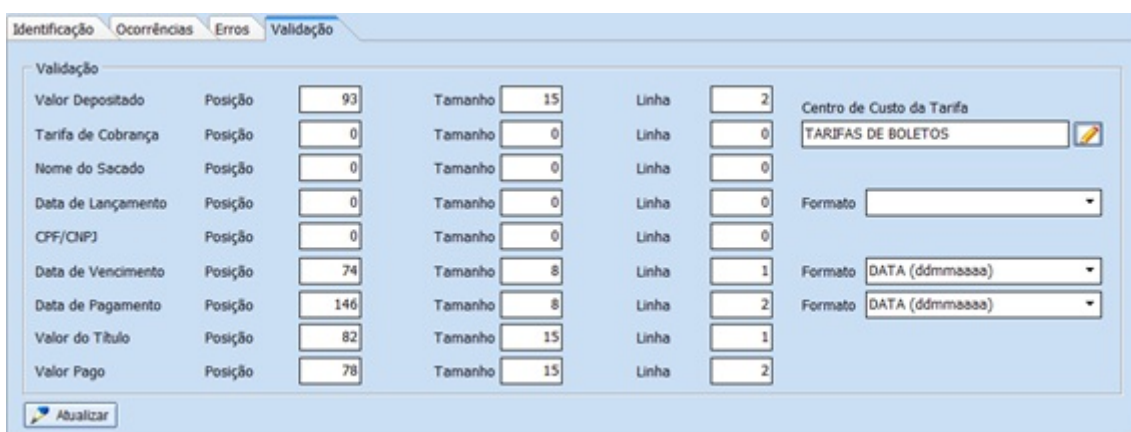 Identificação Ocorrências Erros Validação
Validação
Valor Depositado Posição 93 Tamanho 15 Linha 2
Centro de Custo da Tarifa
Tarifa de Cobrança Posição 0 Tamanho 0 Linha 0 TARIFAS DE BOLETOS
Nome do Sacado Posição 0 Tamanho 0 Linha 0
Data de Lançamento Posição 0 Tamanho 0 Linha 0 Formato
CPF/CNPJ Posição 0 Tamanho 0 Linha 0
Data de Vencimento Posição 74 Tamanho 8 Linha 1 Formato DATA (ddmmaaaa)
Data de Pagamento Posição 146 Tamanho 8 Linha 2 Formato DATA (ddmmaaaa)
Valor do Título Posição 82 Tamanho 15 Linha 1
Valor Pago Posição 78 Tamanho 15 Linha 2
Atualizar